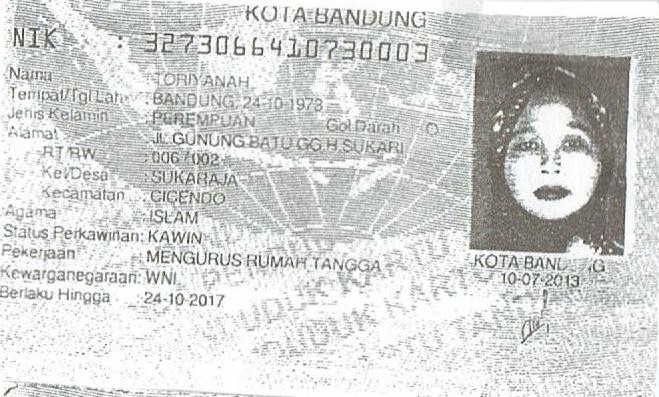 KOTA BANDUNG
NIK : 3273066410730003
Nama : TORIYANAH
Tempat/Tgl Lahir : BANDUNG, 24-10-1973
Jenis Kelamin : PEREMPUAN Gol Darah O
Alamat : JL.GUNUNG BATU GG.H.SUKARI
RT/RW : 006 / 002
Kel/Desa : SUKARAJA
Kecamatan : CICENDO
Agama : ISLAM
Status Perkawinan: KAWIN
Pekerjaan : MENGURUS RUMAH TANGGA
Kewarganegaraan: WNI
Berlaku Hingga : 24-10-2017
KOTA BANDUNG
10-07-2013